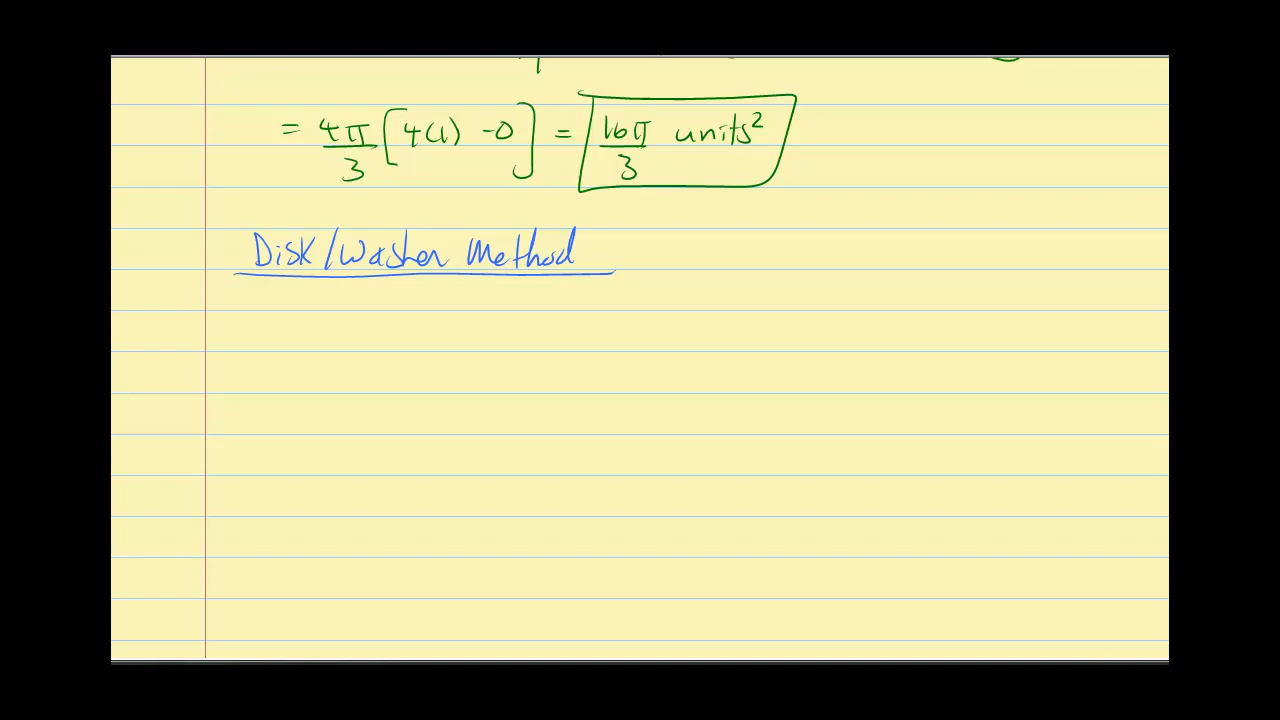 = 4π/3 [4(1) -0] = 16π/3 units²
Disk/Washer Method